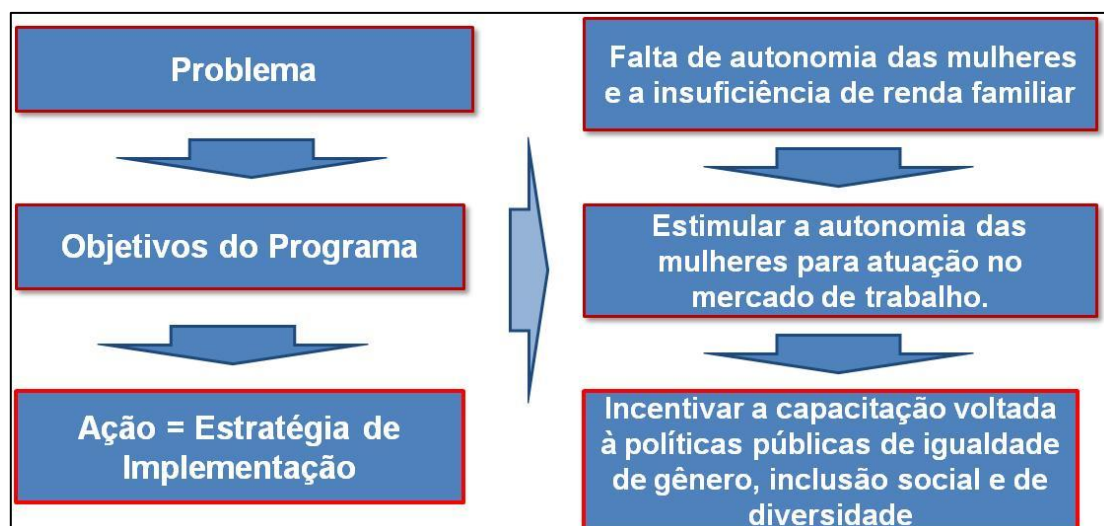 Problema
Objetivos do Programa
Ação = Estratégia de
Implementação
Falta de autonomia das mulheres
e a insuficiência de renda familiar
Estimular a autonomia das
mulheres para atuação no
mercado de trabalho.
Incentivar a capacitação voltada
à políticas públicas de igualdade
de gênero, inclusão social e de
diversidade